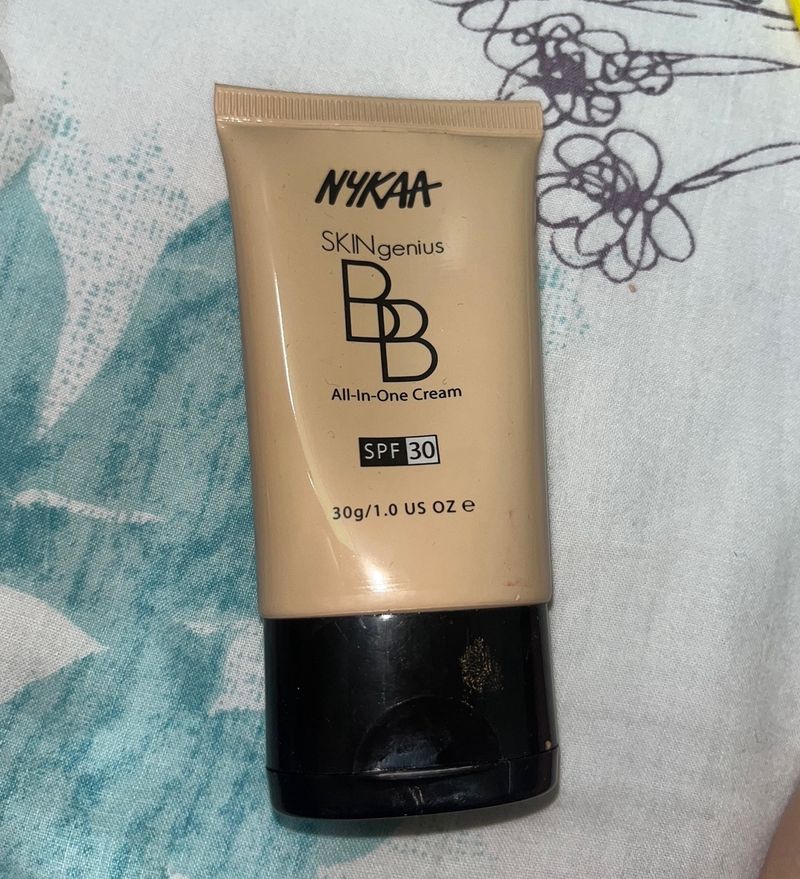 NYKAA
SKINgenius
BB
All-In-One Cream
SPF 30
30g/1.0 US OZ ℮